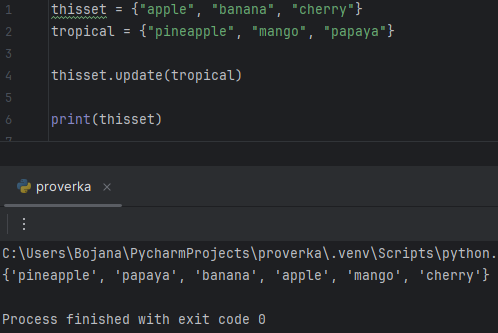 1 thisset = {"apple", "banana", "cherry"}
2 tropical = {"pineapple", "mango", "papaya"}
3
4 thisset.update(tropical)
5
6 print(thisset)
7
proverka
C:\Users\Bojana\PycharmProjects\proverka\.venv\Scripts\python.
{'pineapple', 'papaya', 'banana', 'apple', 'mango', 'cherry'}
Process finished with exit code 0